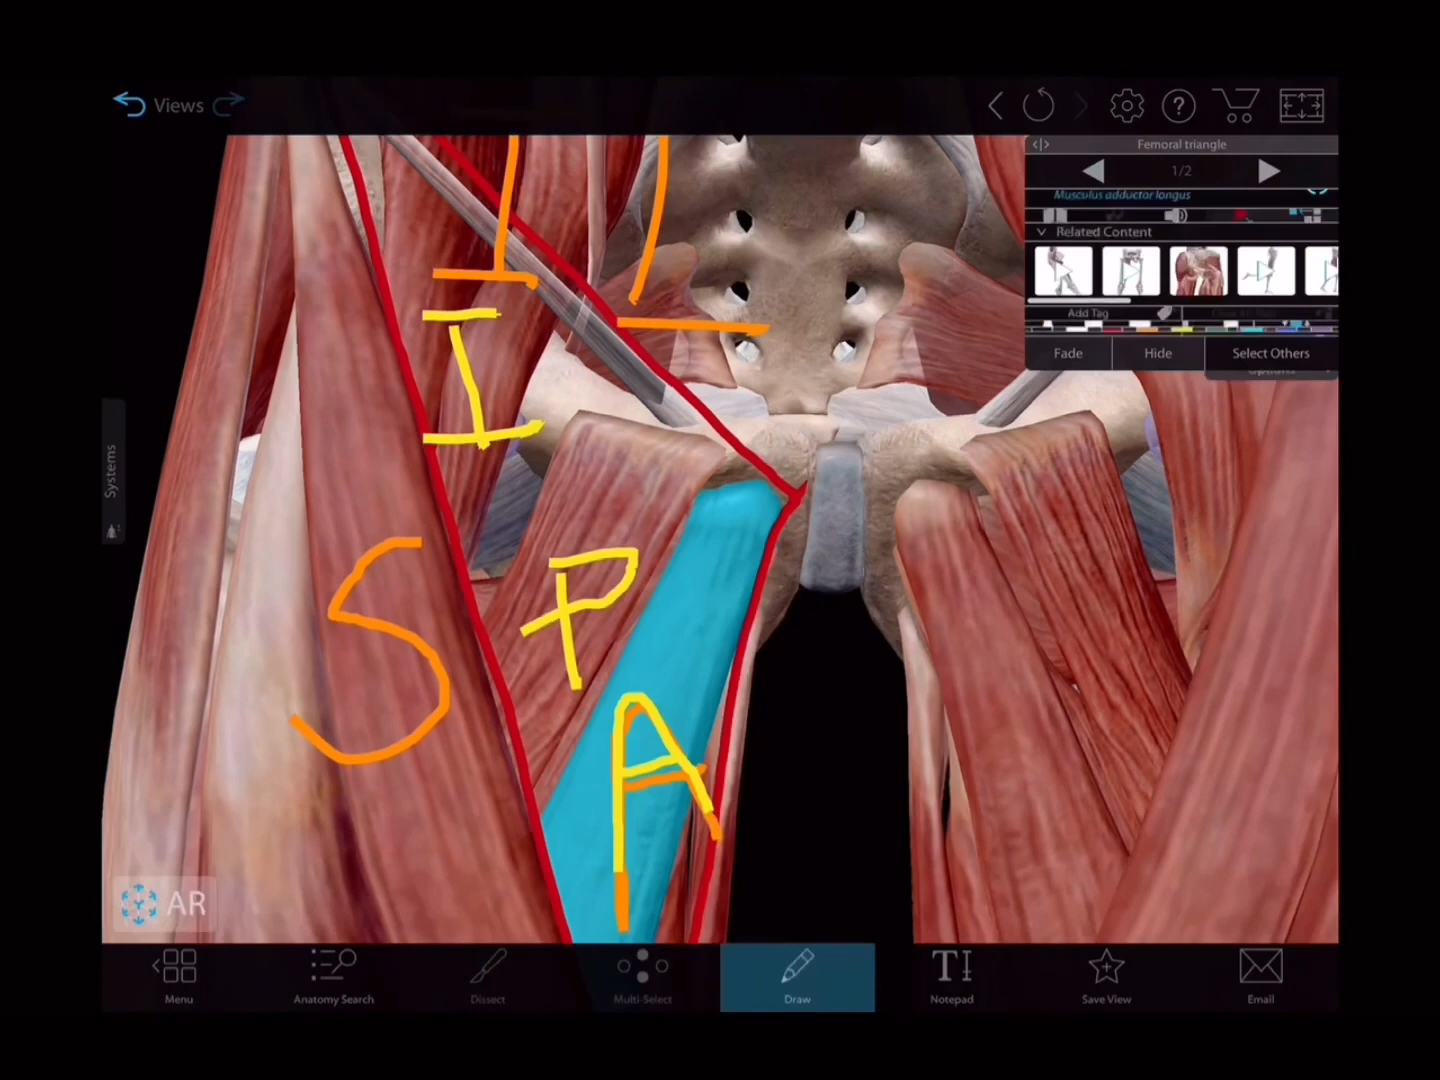 Views
Femoral triangle
1/2
Musculus adductor longus
Related Content
Add Tag
Fade
Hide
Select Others
Options
I
I
S
P
A
Systems
AR
Menu
Anatomy Search
Dissect
Multi-Select
Draw
Notepad
Save View
Email